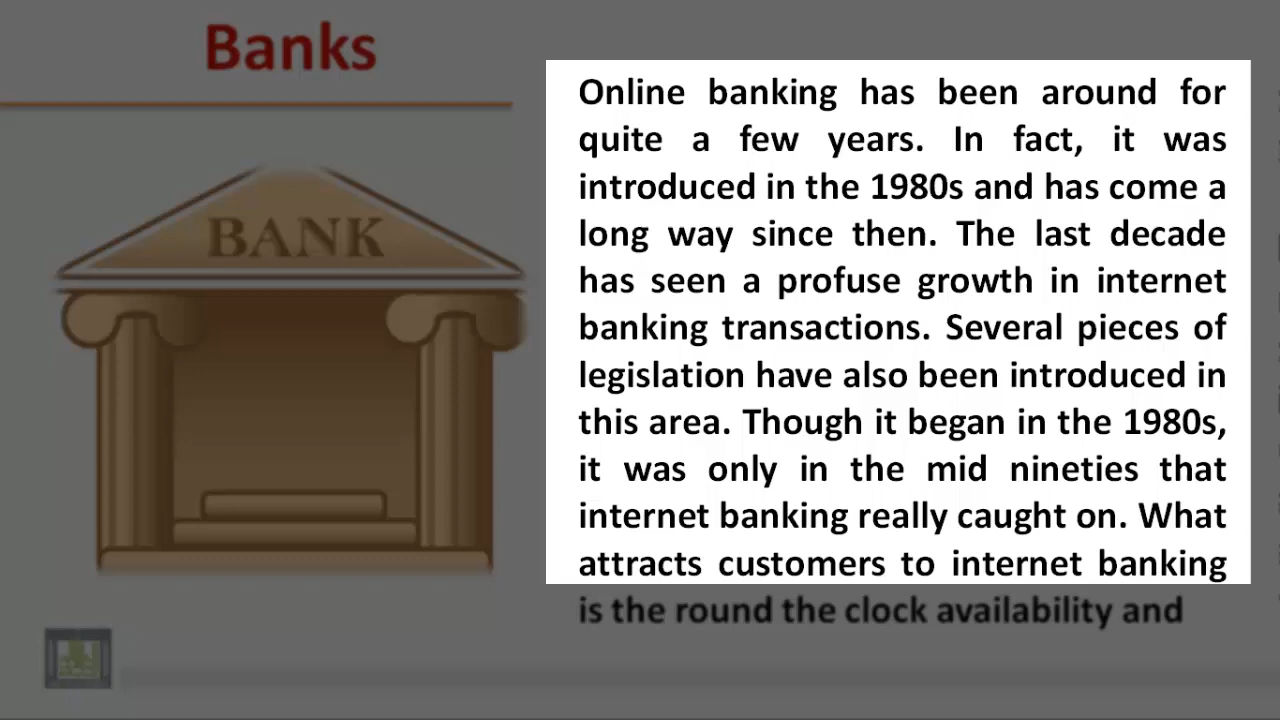 Banks
BANK
Online banking has been around for
quite a few years. In fact, it was
introduced in the 1980s and has come a
long way since then. The last decade
has seen a profuse growth in internet
banking transactions. Several pieces of
legislation have also been introduced in
this area. Though it began in the 1980s,
it was only in the mid nineties that
internet banking really caught on. What
attracts customers to internet banking
is the round the clock availability and